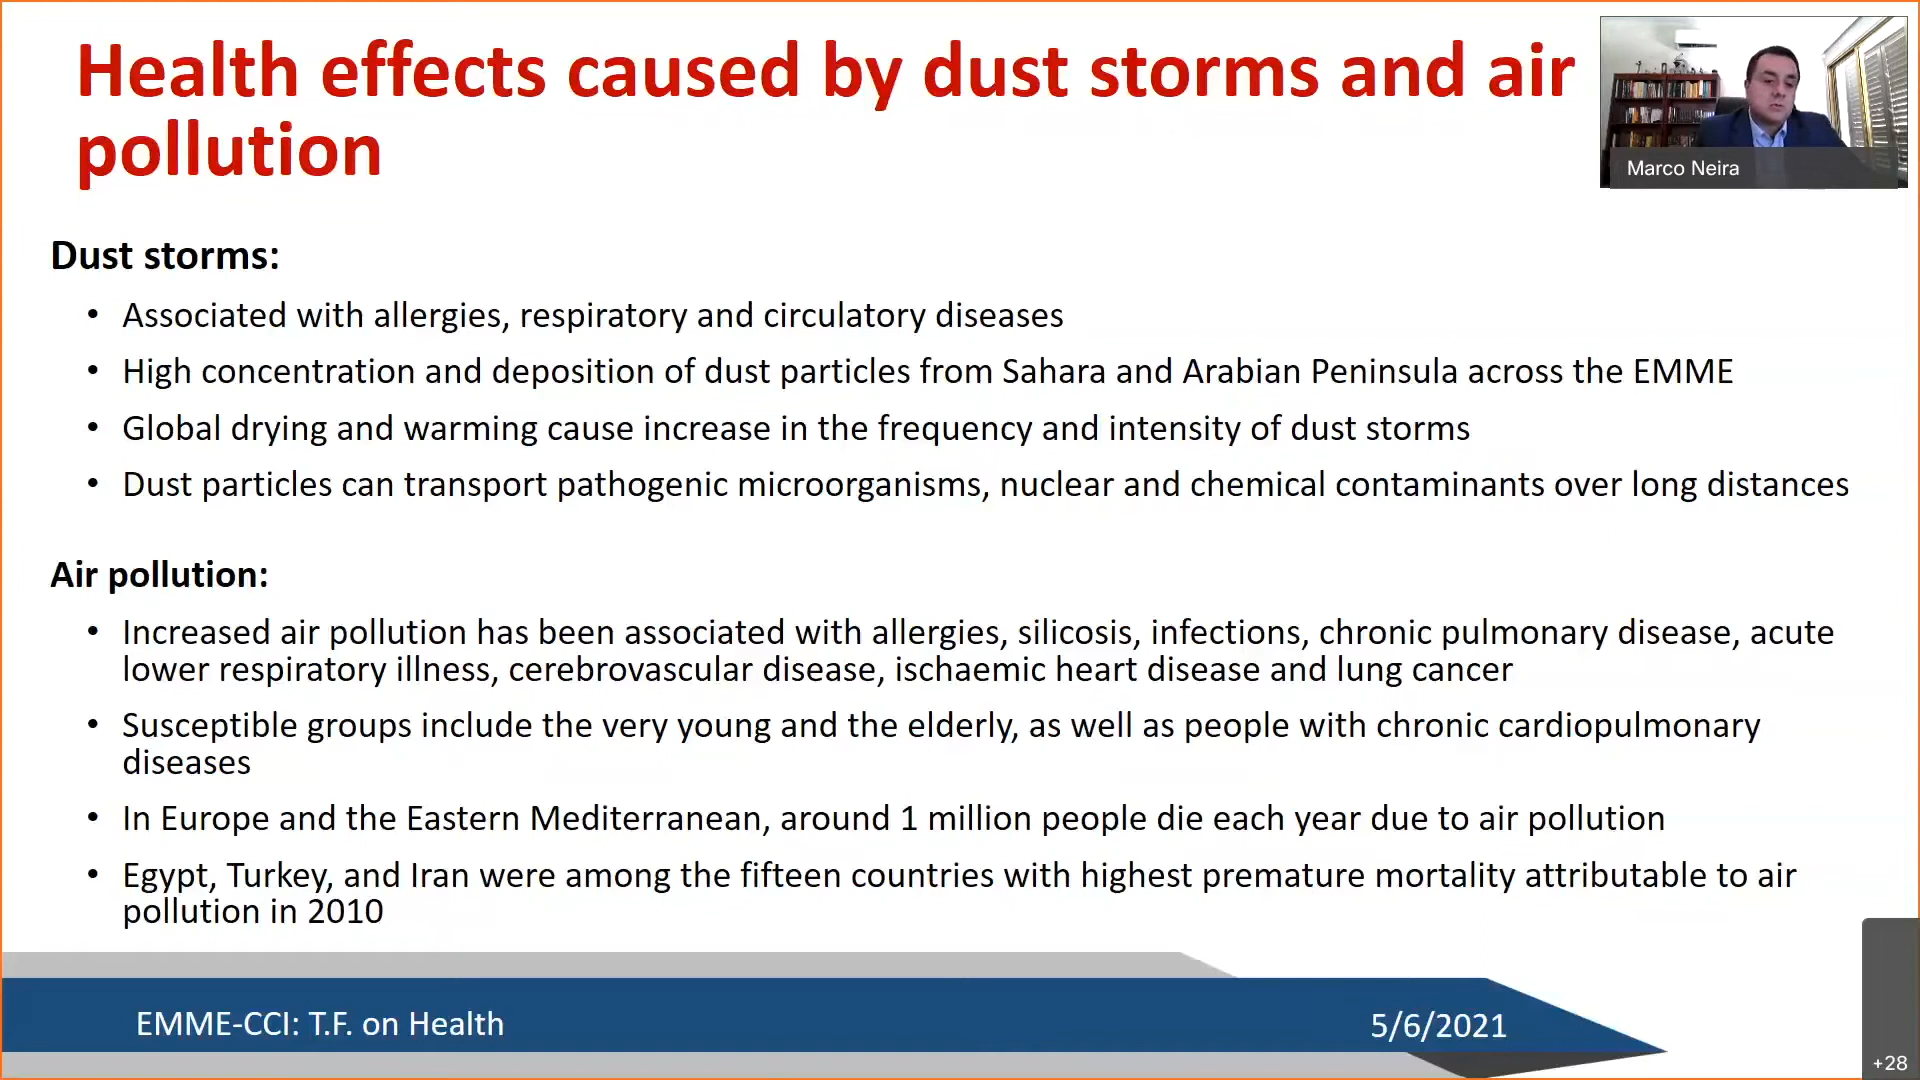 Health effects caused by dust storms and air
pollution
Marco Neira
Dust storms:
• Associated with allergies, respiratory and circulatory diseases
• High concentration and deposition of dust particles from Sahara and Arabian Peninsula across the EMME
• Global drying and warming cause increase in the frequency and intensity of dust storms
• Dust particles can transport pathogenic microorganisms, nuclear and chemical contaminants over long distances
Air pollution:
• Increased air pollution has been associated with allergies, silicosis, infections, chronic pulmonary disease, acute
lower respiratory illness, cerebrovascular disease, ischaemic heart disease and lung cancer
• Susceptible groups include the very young and the elderly, as well as people with chronic cardiopulmonary
diseases
• In Europe and the Eastern Mediterranean, around 1 million people die each year due to air pollution
• Egypt, Turkey, and Iran were among the fifteen countries with highest premature mortality attributable to air
pollution in 2010
EMME-CCI: T.F. on Health
5/6/2021
+28